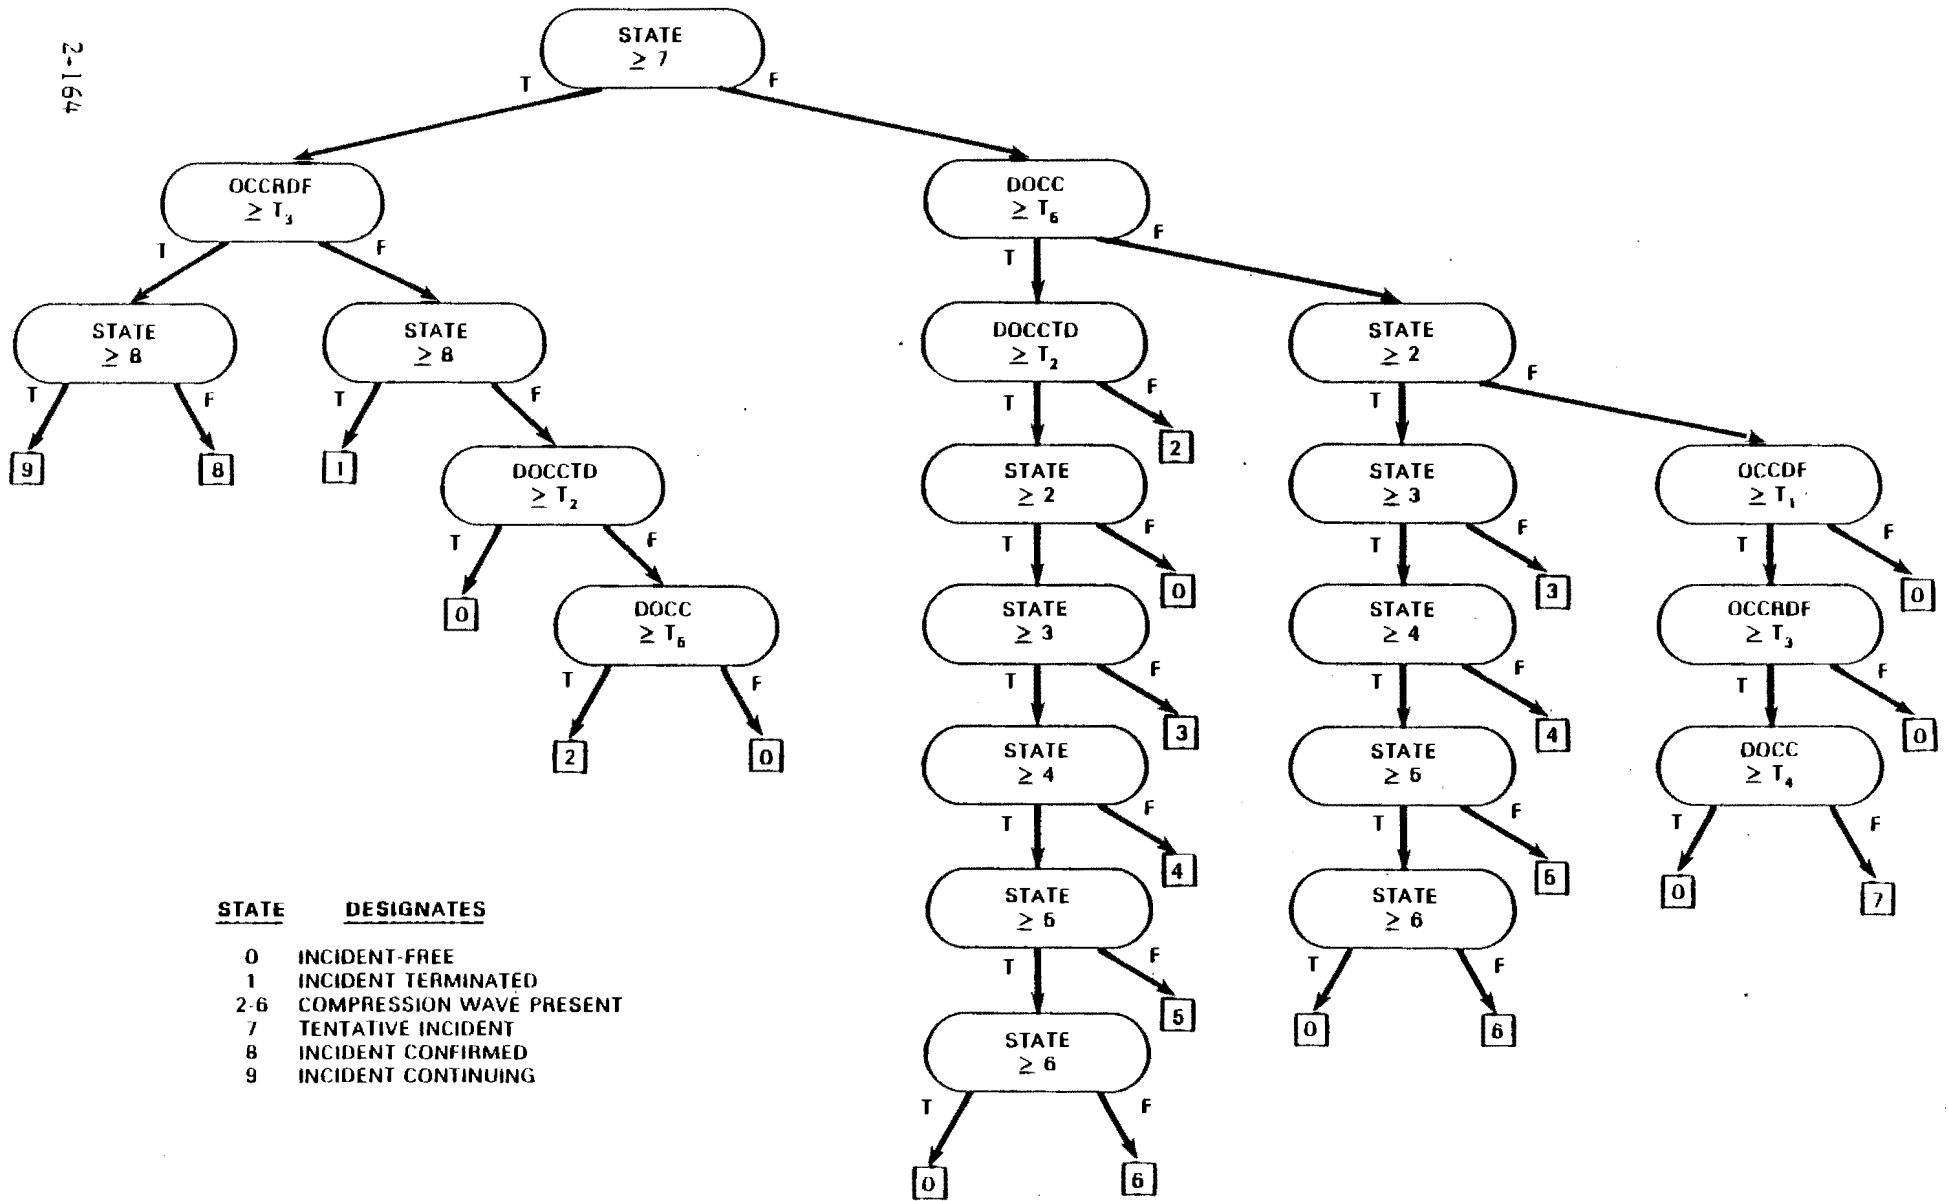 2-164
STATE
≥ 7
T
F
OCCRDF
≥ T₃
DOCC
≥ T₅
T
F
T
F
STATE
≥ 8
STATE
≥ 8
DOCCTD
≥ T₂
STATE
≥ 2
T
F
T
F
T
F
T
F
9
8
1
DOCCTD
≥ T₂
2
STATE
≥ 2
STATE
≥ 3
OCCDF
≥ T₁
T
F
T
F
T
F
T
F
0
DOCC
≥ T₅
0
STATE
≥ 3
3
STATE
≥ 4
0
OCCRDF
≥ T₃
T
F
T
F
T
F
T
F
2
0
3
STATE
≥ 4
4
STATE
≥ 5
0
DOCC
≥ T₄
T
F
T
F
T
F
4
STATE
≥ 5
5
STATE
≥ 6
0
7
T
F
T
F
5
STATE
≥ 6
0
6
T
F
0
6
STATE DESIGNATES
0 INCIDENT-FREE
1 INCIDENT TERMINATED
2-6 COMPRESSION WAVE PRESENT
7 TENTATIVE INCIDENT
8 INCIDENT CONFIRMED
9 INCIDENT CONTINUING